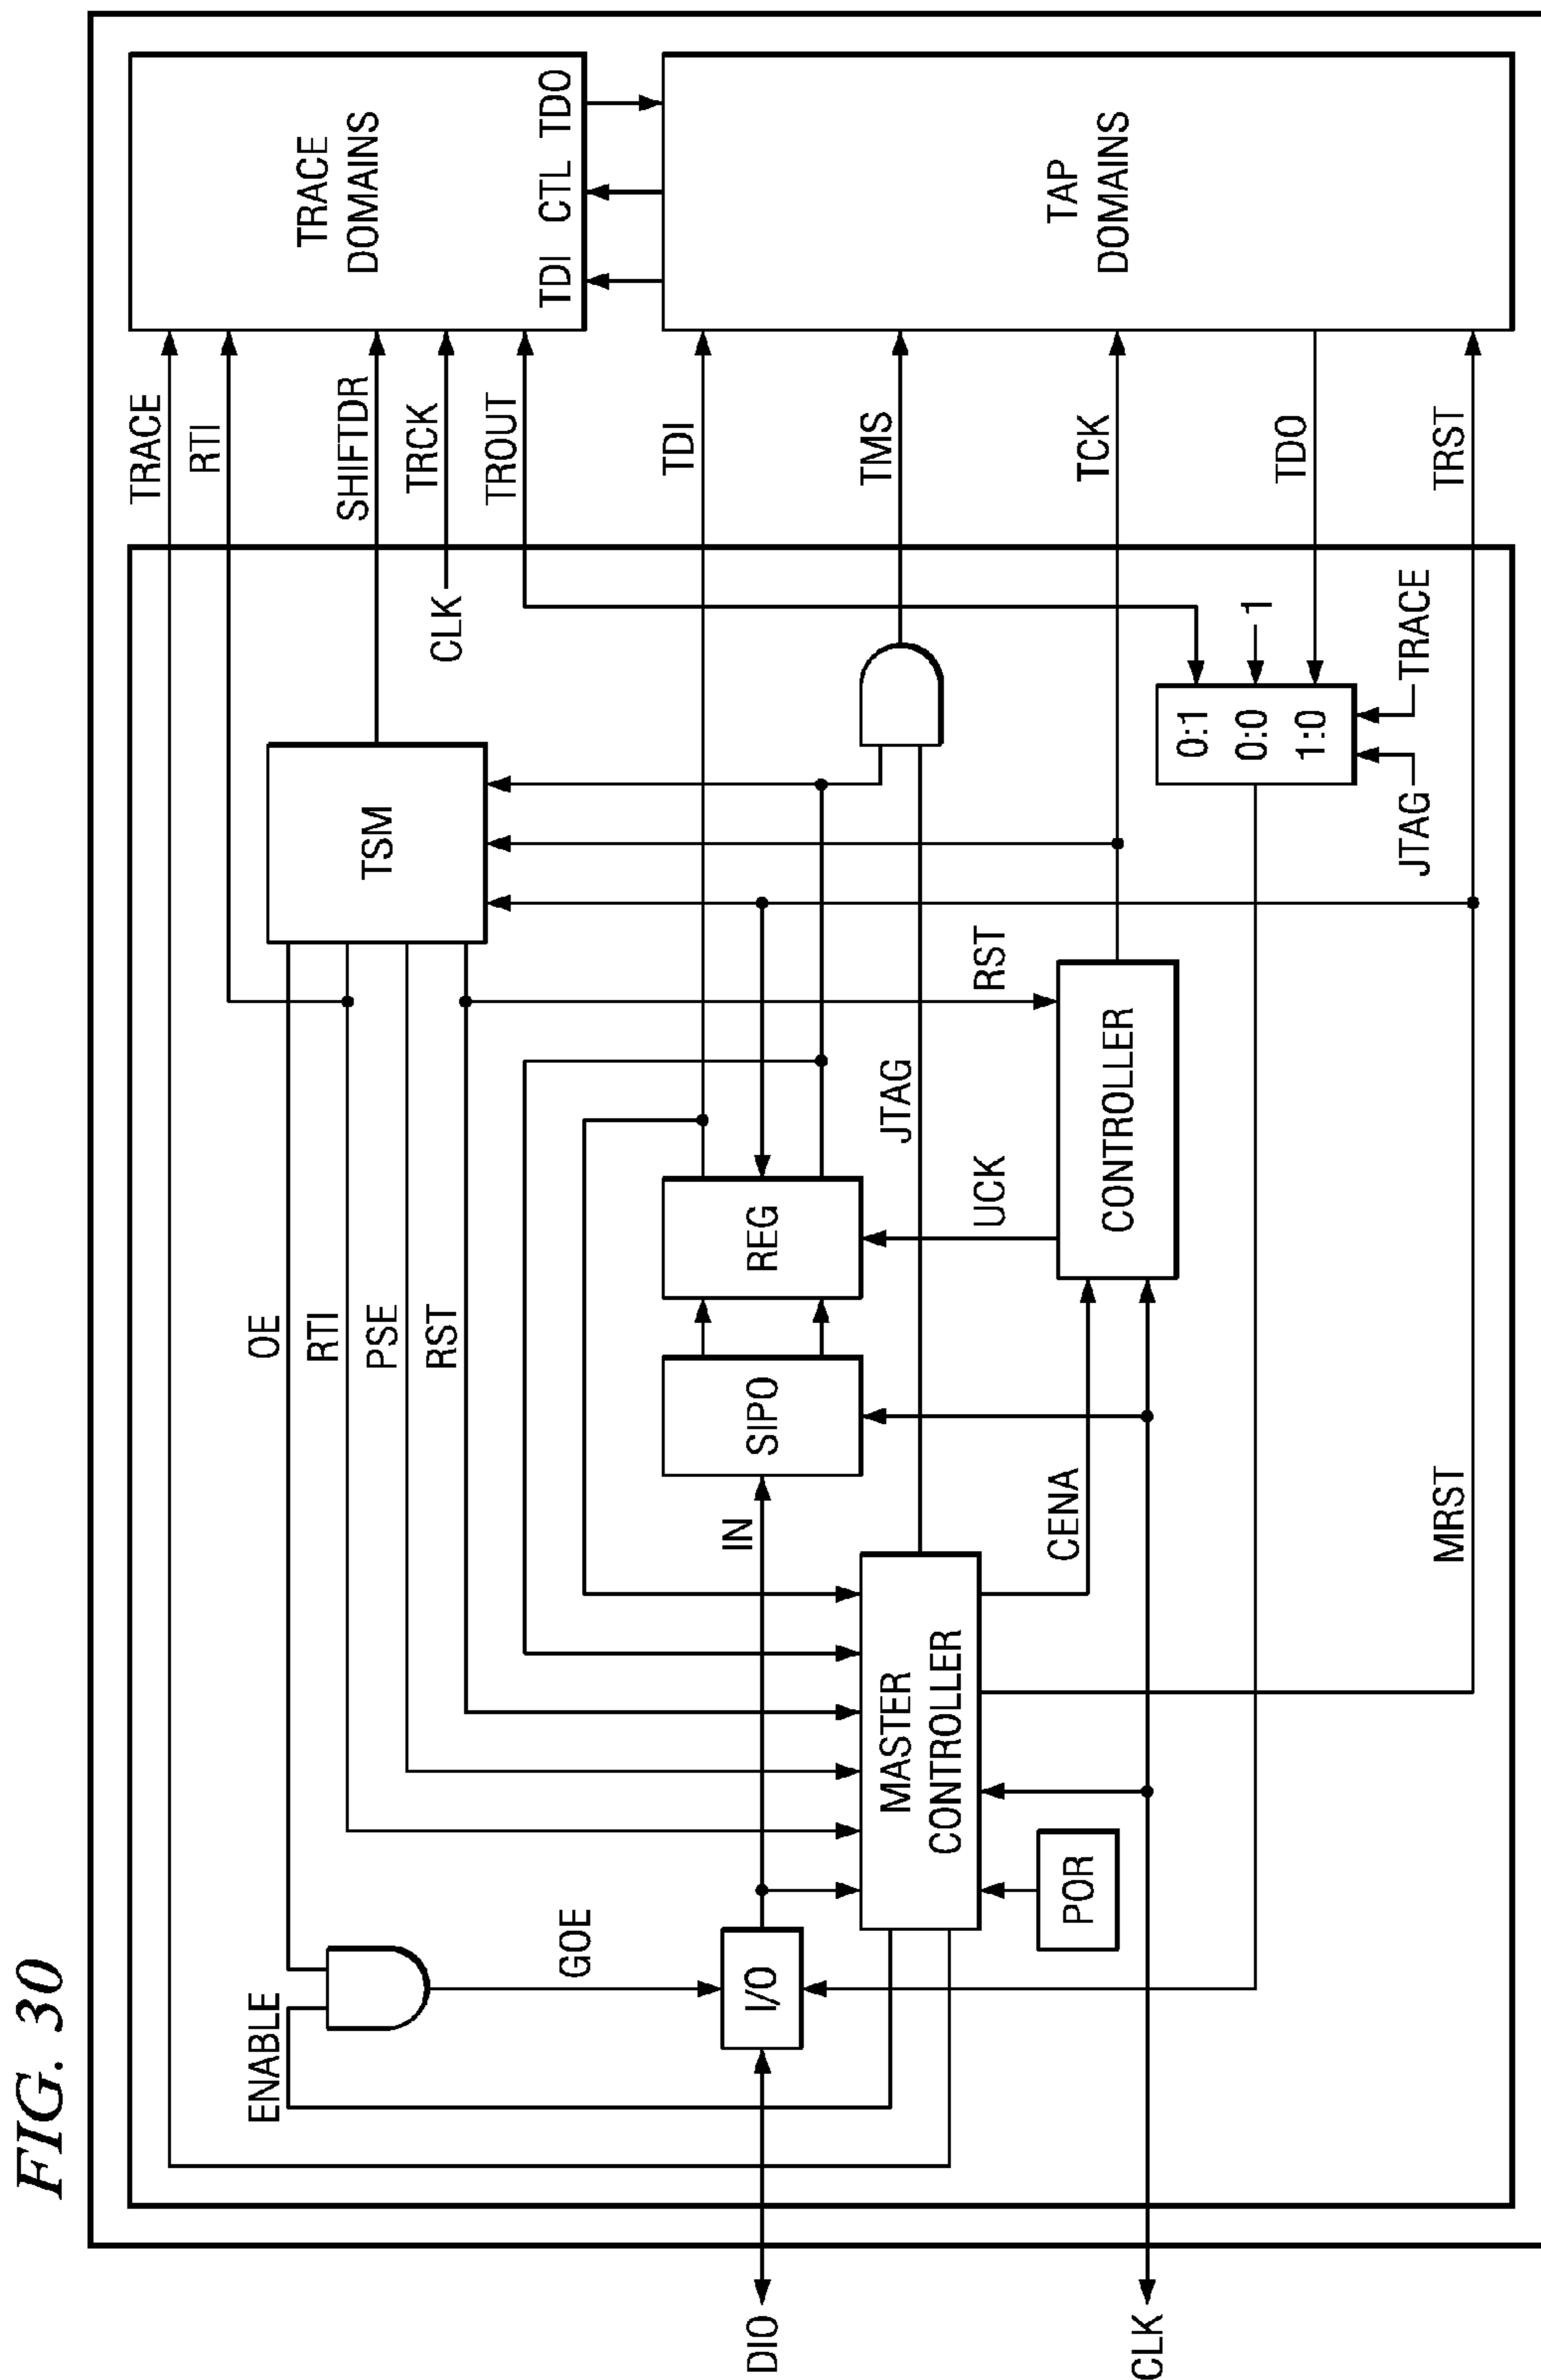 FIG. 30
TRACE
DOMAINS
TDI CTL TDO
TAP
DOMAINS
TRACE
RTI
SHIFTDR
TRCK
TROUT
TDI
TMS
TCK
TDO
TRST
CLK
TSM
OE
RTI
PSE
RST
ENABLE
GOE
RST
JTAG
REG
UCK
CONTROLLER
SIPO
IN
CENA
MASTER
CONTROLLER
MRST
POR
I/O
0:1
0:0
1:0
1
JTAG
TRACE
DIO
CLK